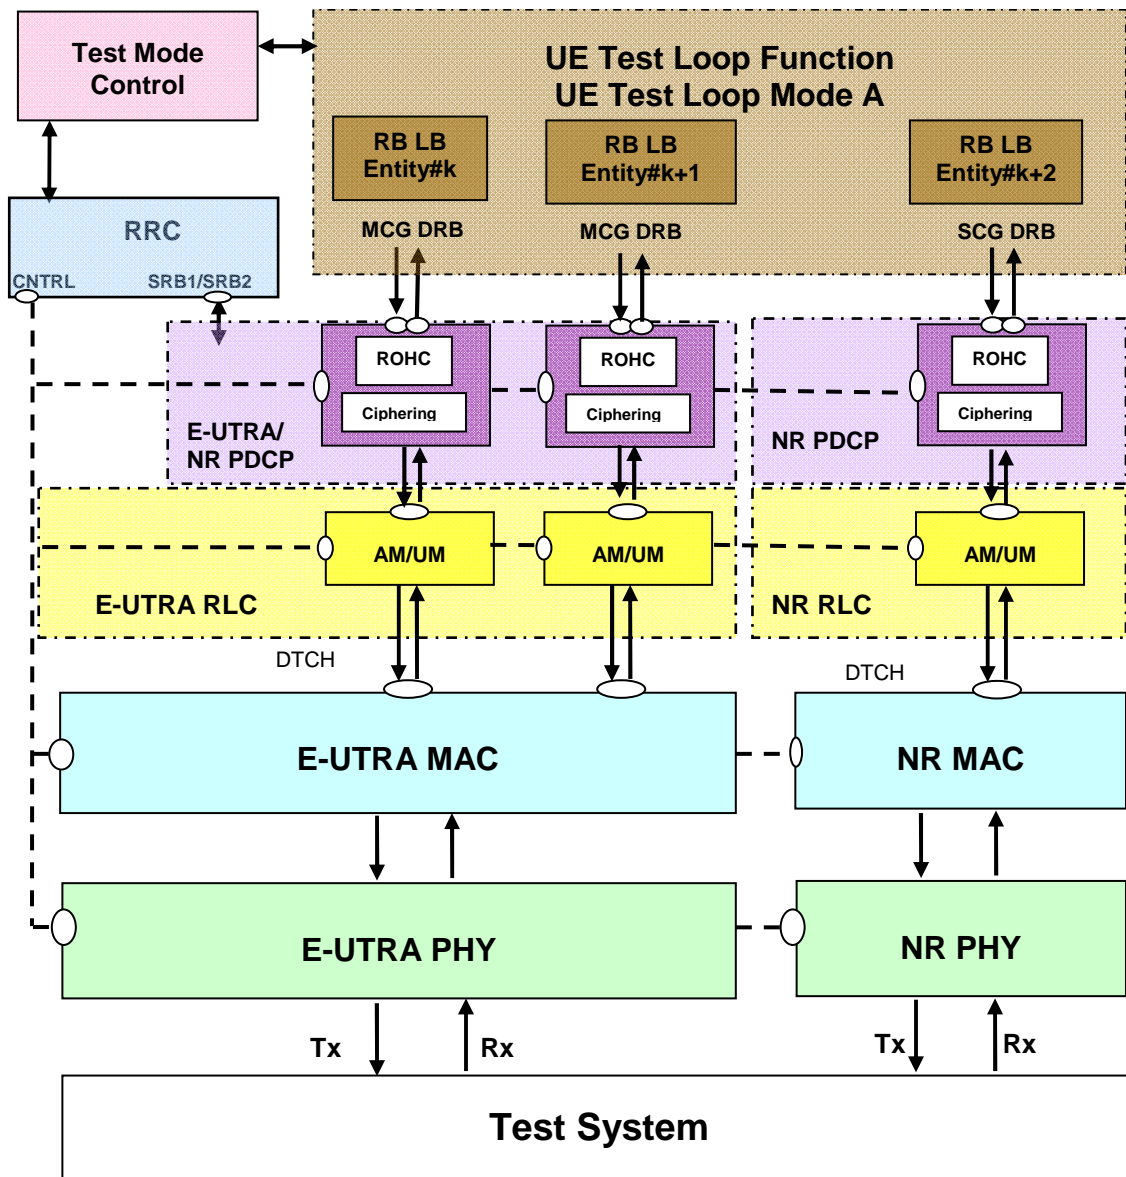 Test Mode
Control
UE Test Loop Function
UE Test Loop Mode A
RB LB
Entity#k
RB LB
Entity#k+1
RB LB
Entity#k+2
MCG DRB
MCG DRB
SCG DRB
RRC
CNTRL
SRB1/SRB2
ROHC
Ciphering
ROHC
Ciphering
ROHC
Ciphering
E-UTRA/
NR PDCP
NR PDCP
AM/UM
AM/UM
AM/UM
E-UTRA RLC
NR RLC
DTCH
DTCH
E-UTRA MAC
NR MAC
E-UTRA PHY
NR PHY
Tx
Rx
Tx
Rx
Test System